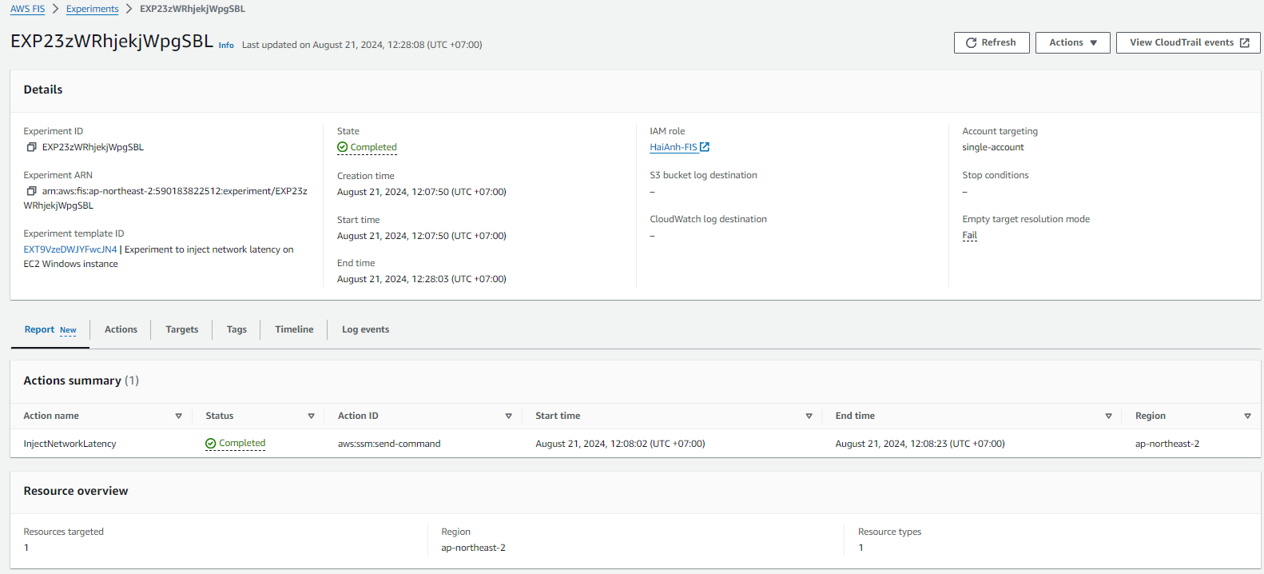 AWS FIS > Experiments > EXP23zWRhjekjWpgSBL
EXP23zWRhjekjWpgSBL Info Last updated on August 21, 2024, 12:28:08 (UTC +07:00)
Refresh Actions View CloudTrail events
Details
Experiment ID
EXP23zWRhjekjWpgSBL
Experiment ARN
arn:aws:fis:ap-northeast-2:590183822512:experiment/EXP23z
WRhjekjWpgSBL
Experiment template ID
EXT9VzeDWJYFwcJN4 | Experiment to inject network latency on
EC2 Windows instance
State
Completed
Creation time
August 21, 2024, 12:07:50 (UTC +07:00)
Start time
August 21, 2024, 12:07:50 (UTC +07:00)
End time
August 21, 2024, 12:28:03 (UTC +07:00)
IAM role
HaiAnh-FIS
S3 bucket log destination
–
CloudWatch log destination
–
Account targeting
single-account
Stop conditions
–
Empty target resolution mode
Fail
Report New Actions Targets Tags Timeline Log events
Actions summary (1)
Action name Status Action ID Start time End time Region
InjectNetworkLatency Completed aws:ssm:send-command August 21, 2024, 12:08:02 (UTC +07:00) August 21, 2024, 12:08:23 (UTC +07:00) ap-northeast-2
Resource overview
Resources targeted
1
Region
ap-northeast-2
Resource types
1